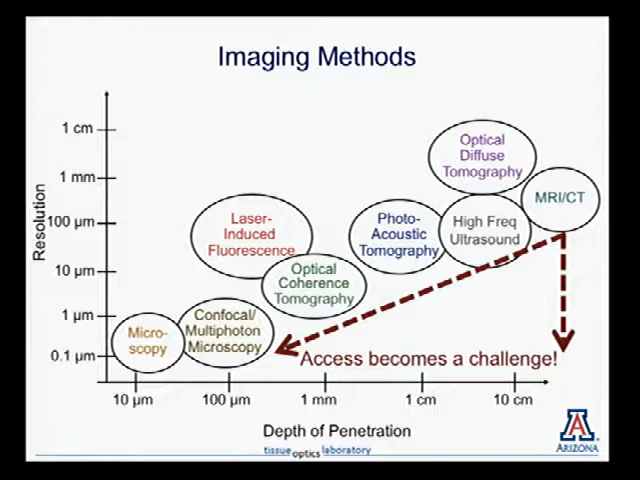 Imaging Methods
Resolution
1 cm
1 mm
100 µm
10 µm
1 µm
0.1 µm
Optical
Diffuse
Tomography
MRI/CT
Laser-
Induced
Fluorescence
Photo-
Acoustic
Tomography
High Freq
Ultrasound
Optical
Coherence
Tomography
Confocal/
Multiphoton
Microscopy
Micro-
scopy
Access becomes a challenge!
10 µm
100 µm
1 mm
1 cm
10 cm
Depth of Penetration
tissue optics laboratory
A
ARIZONA